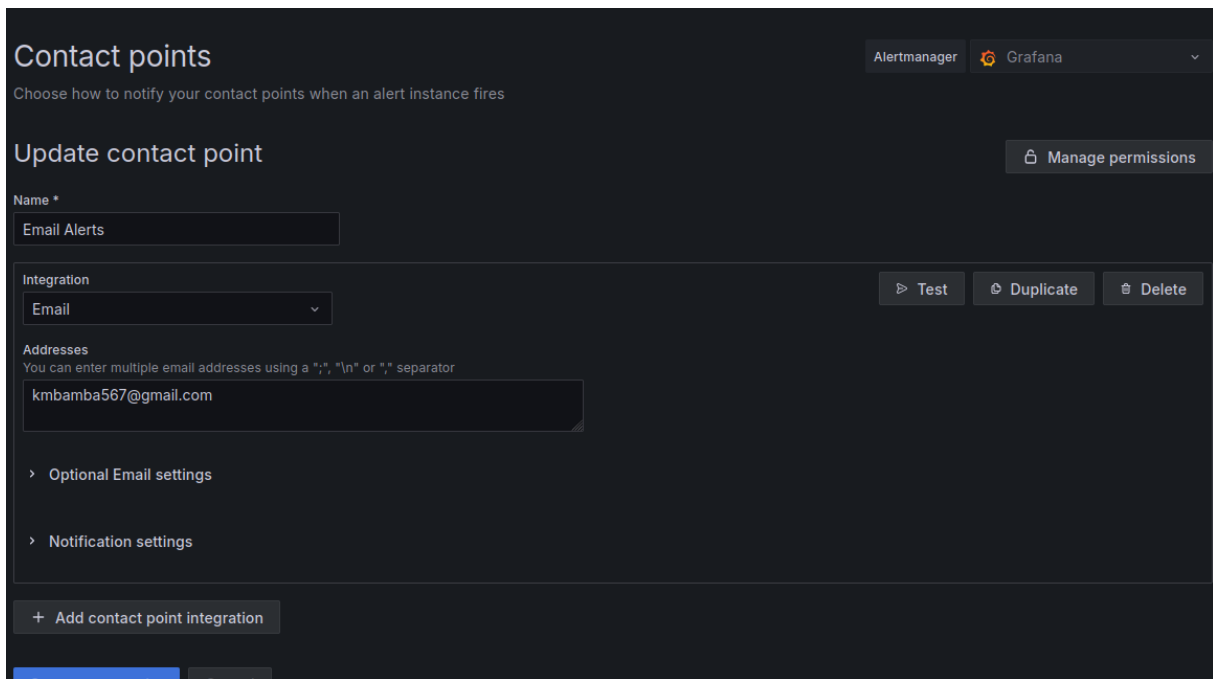 Contact points
Alertmanager
Grafana
Choose how to notify your contact points when an alert instance fires
Update contact point
Manage permissions
Name *
Email Alerts
Integration
Test
Duplicate
Delete
Email
Addresses
You can enter multiple email addresses using a ";", "\n" or "," separator
kmbamba567@gmail.com
Optional Email settings
Notification settings
+ Add contact point integration